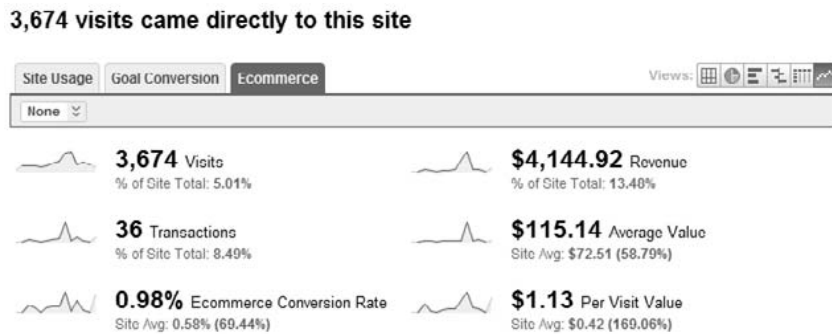 3,674 visits came directly to this site
Site Usage Goal Conversion Ecommerce Views:
None
3,674 Visits
% of Site Total: 5.01%
$4,144.92 Revenue
% of Site Total: 13.48%
36 Transactions
% of Site Total: 8.49%
$115.14 Average Value
Site Avg: $72.51 (58.79%)
0.98% Ecommerce Conversion Rate
Site Avg: 0.58% (69.44%)
$1.13 Per Visit Value
Site Avg: $0.42 (169.06%)